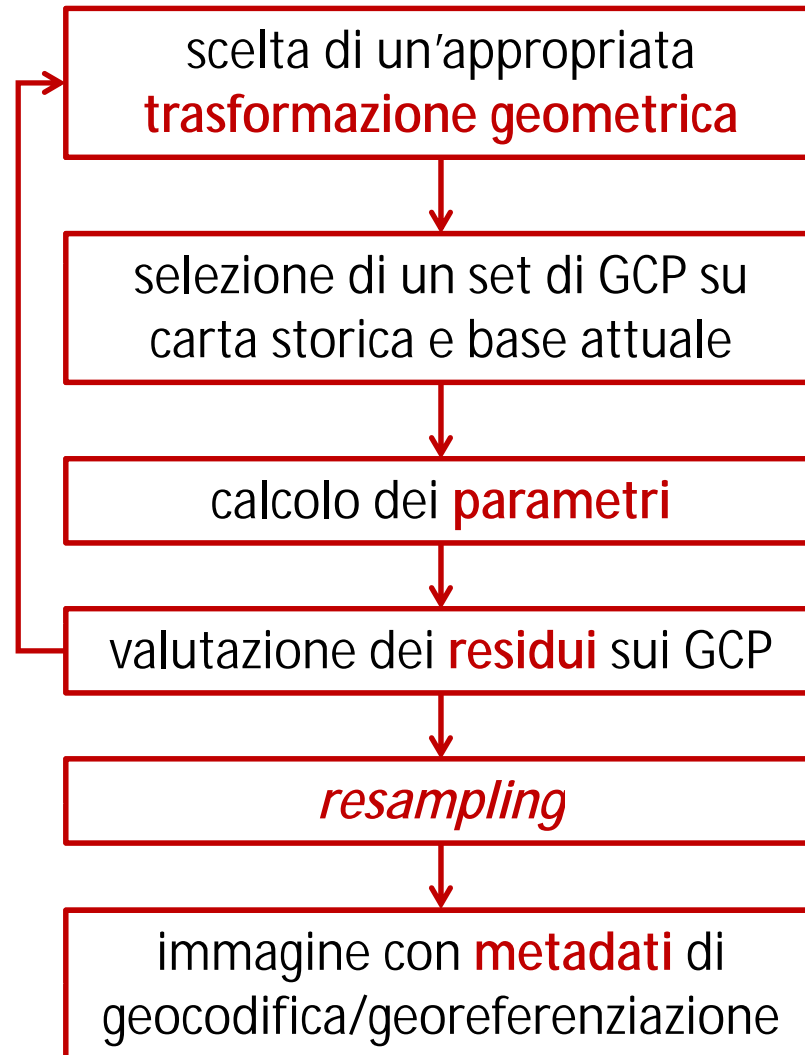 scelta di un'appropriata
trasformazione geometrica
selezione di un set di GCP su
carta storica e base attuale
calcolo dei parametri
valutazione dei residui sui GCP
resampling
immagine con metadati di
geocodifica/georeferenziazione